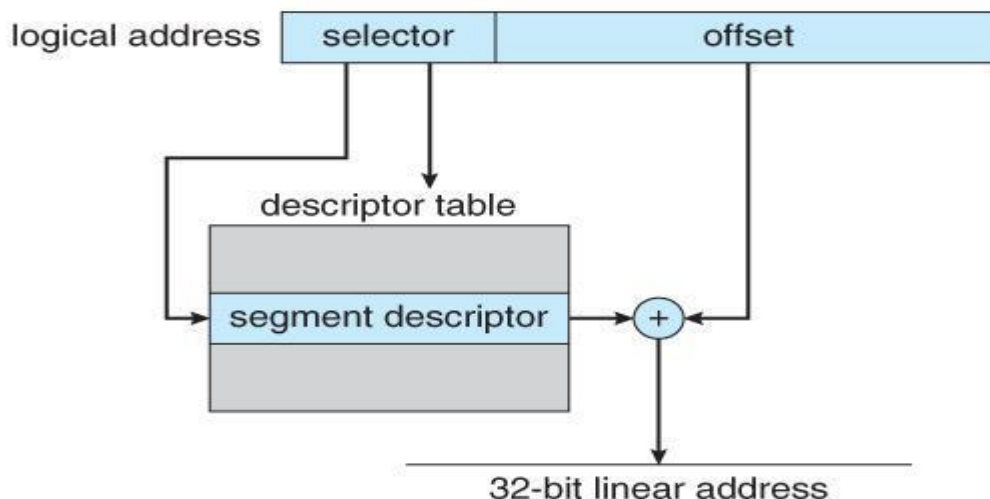 logical address selector offset
descriptor table
segment descriptor +
32-bit linear address